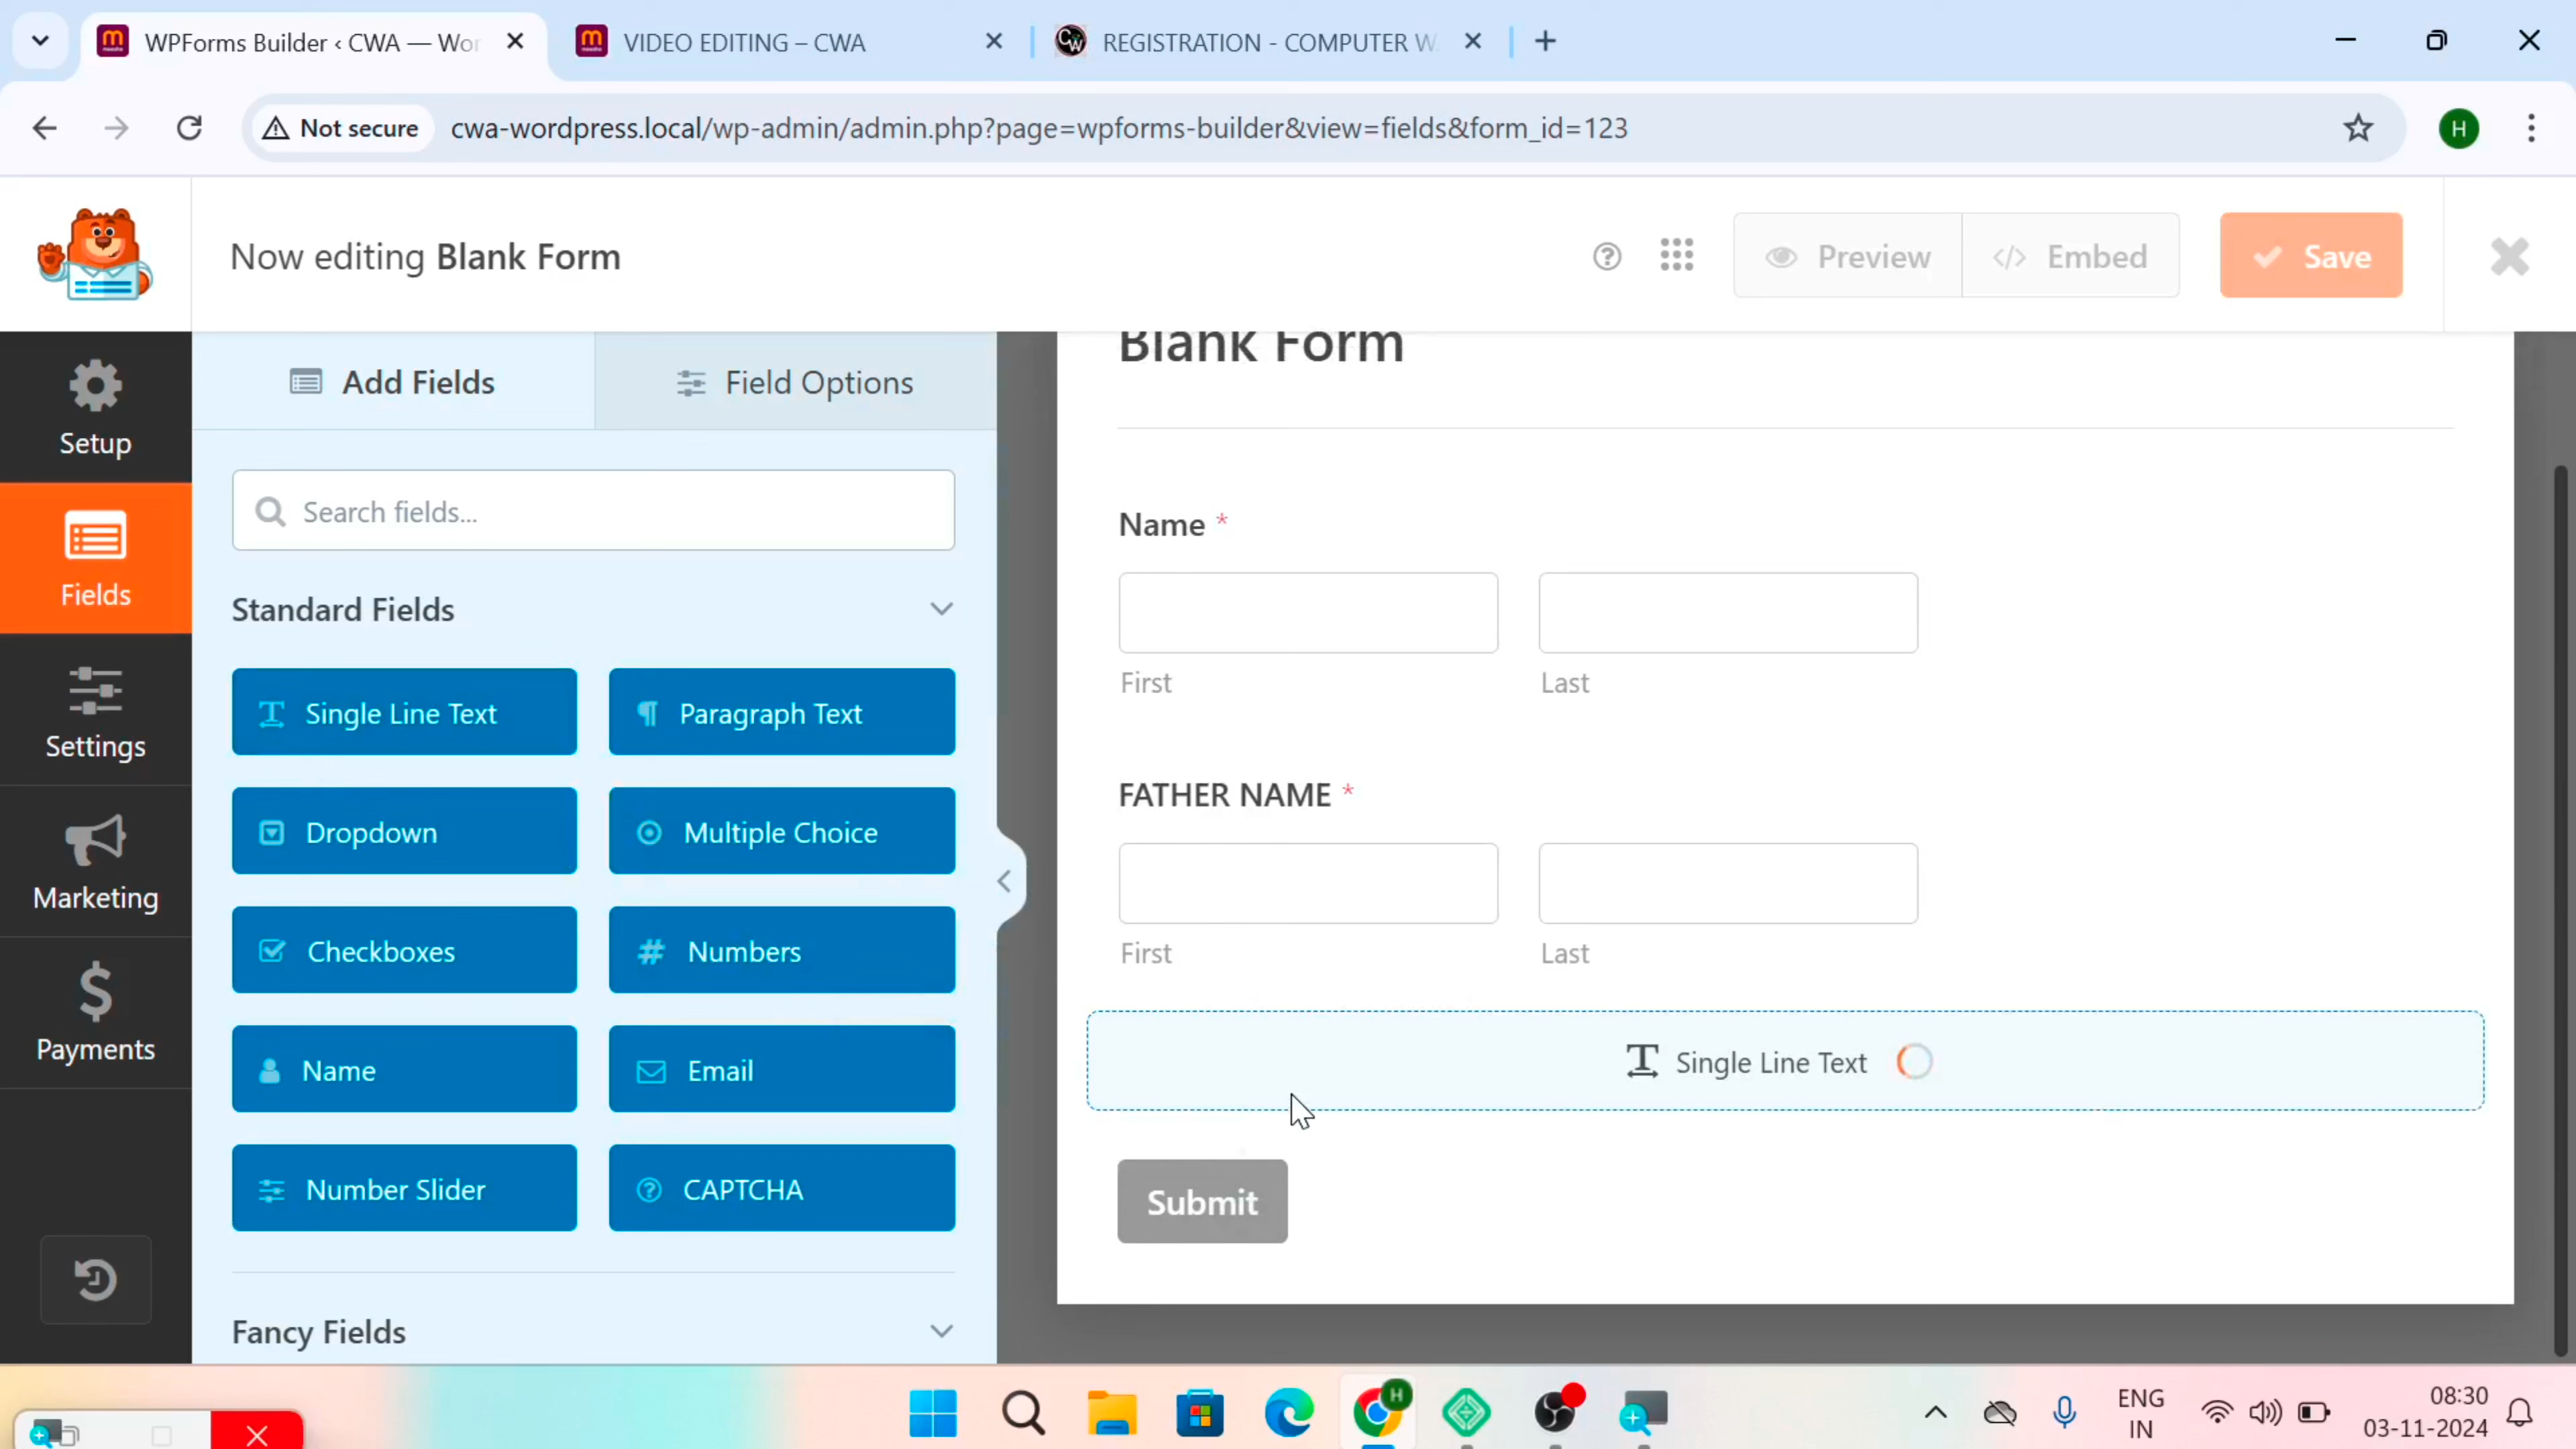 WPForms Builder ‹ CWA — Wor
VIDEO EDITING – CWA
REGISTRATION - COMPUTER W
Not secure
cwa-wordpress.local/wp-admin/admin.php?page=wpforms-builder&view=fields&form_id=123
H
Now editing Blank Form
Preview
Embed
Save
Setup
Fields
Settings
Marketing
Payments
Add Fields
Field Options
Search fields...
Standard Fields
Single Line Text
Paragraph Text
Dropdown
Multiple Choice
Checkboxes
Numbers
Name
Email
Number Slider
CAPTCHA
Fancy Fields
Blank Form
Name *
First
Last
FATHER NAME *
First
Last
Single Line Text
Submit
H
ENG
IN
08:30
03-11-2024